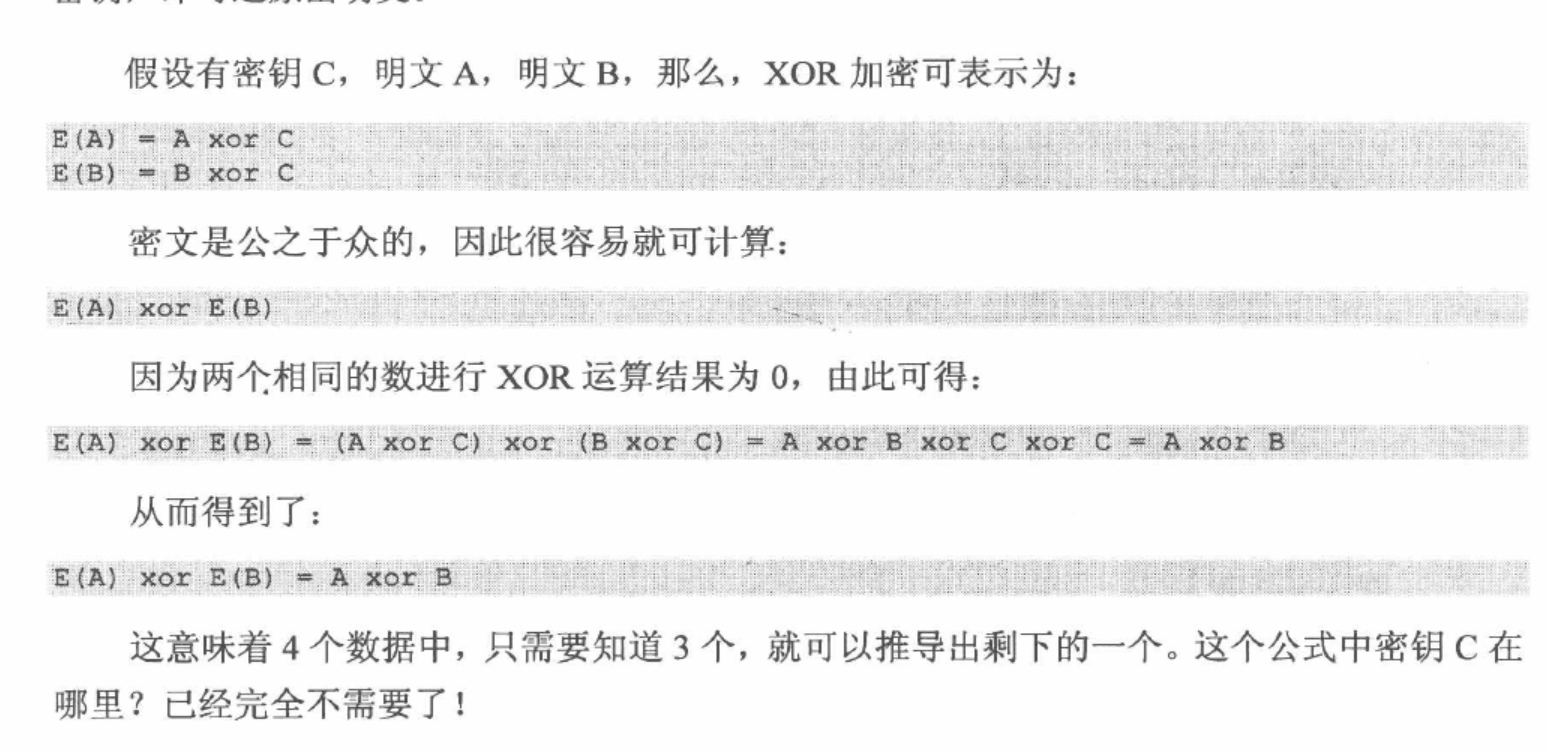 假设有密钥 C，明文 A，明文 B，那么，XOR 加密可表示为：
E(A) = A xor C
E(B) = B xor C
密文是公之于众的，因此很容易就可计算：
E(A) xor E(B)
因为两个相同的数进行 XOR 运算结果为 0，由此可得：
E(A) xor E(B) = (A xor C) xor (B xor C) = A xor B xor C xor C = A xor B
从而得到了：
E(A) xor E(B) = A xor B
这意味着 4 个数据中，只需要知道 3 个，就可以推导出剩下的一个。这个公式中密钥 C 在
哪里？已经完全不需要了！